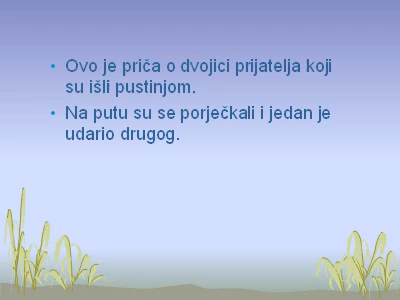 • Ovo je priča o dvojici prijatelja koji
su išli pustinjom.
• Na putu su se porječkali i jedan je
udario drugog.